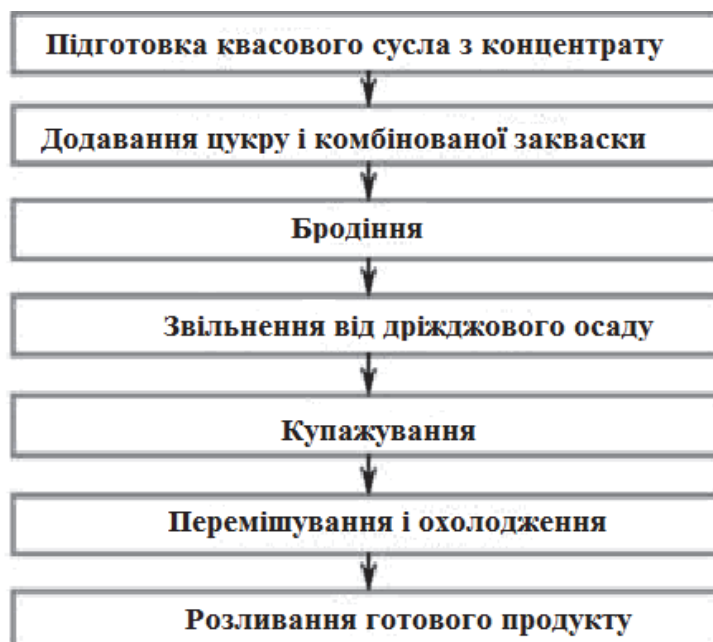 Підготовка квасового сусла з концентрату
Додавання цукру і комбінованої закваски
Бродіння
Звільнення від дріжджового осаду
Купажування
Перемішування і охолодження
Розливання готового продукту